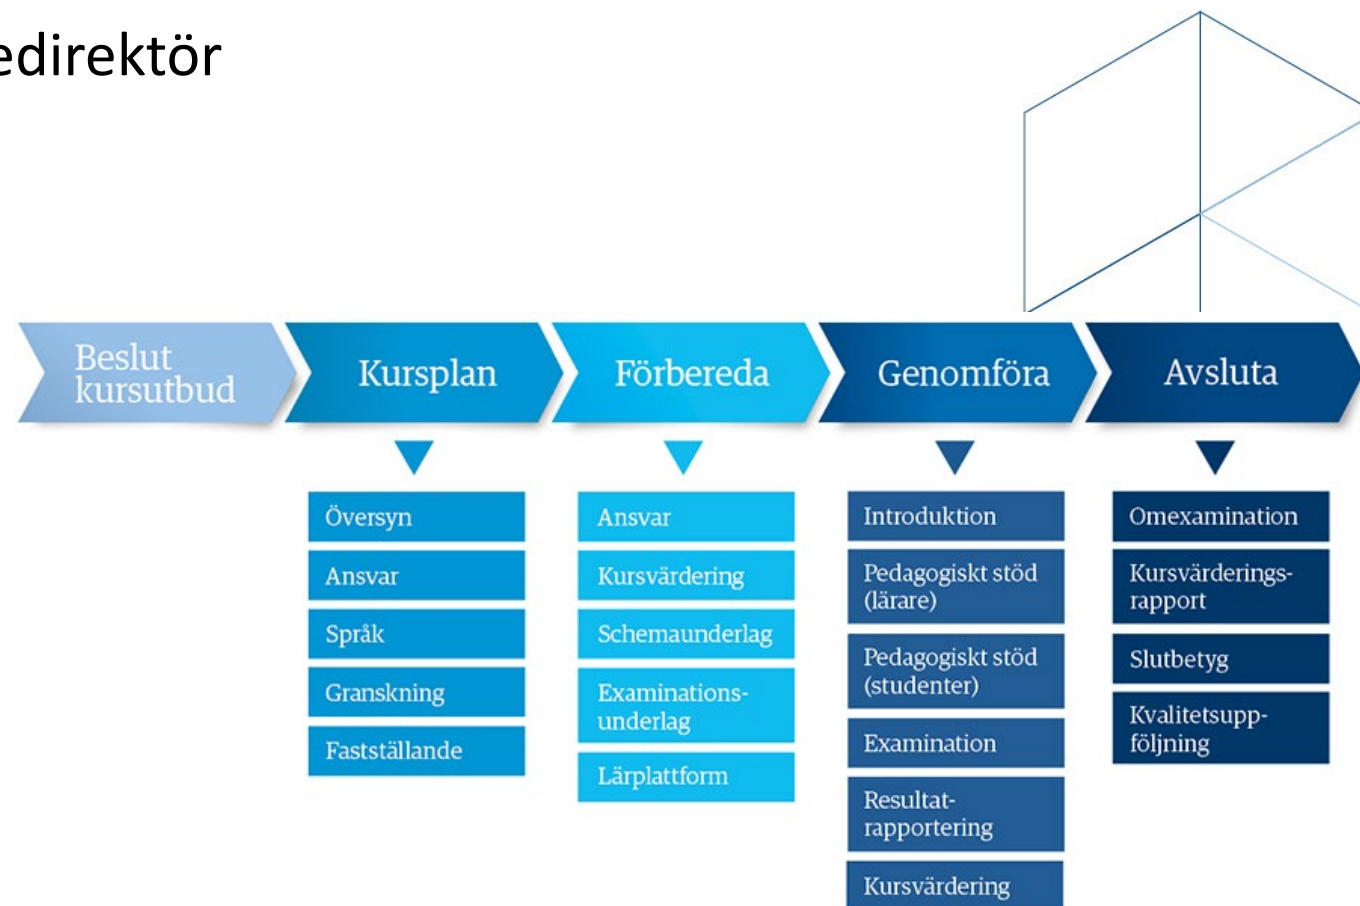 edirektör
Beslut
kursutbud
Kursplan
Förbereda
Genomföra
Avsluta
Översyn
Ansvar
Språk
Granskning
Fastställande
Ansvar
Kursvärdering
Schemaunderlag
Examinations-
underlag
Lärplattform
Introduktion
Pedagogiskt stöd
(lärare)
Pedagogiskt stöd
(studenter)
Examination
Resultat-
rapportering
Kursvärdering
Omexamination
Kursvärderings-
rapport
Slutbetyg
Kvalitetsupp-
följning